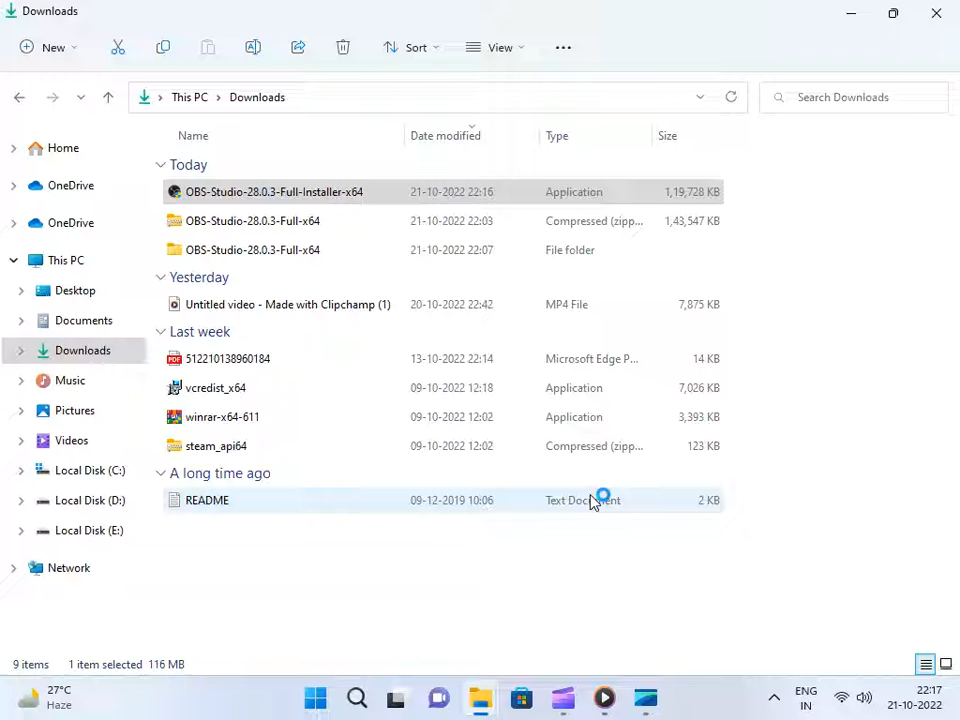 Downloads
New
Sort
View
This PC
Downloads
Search Downloads
Name Date modified Type Size
Today
OBS-Studio-28.0.3-Full-Installer-x64 21-10-2022 22:16 Application 1,19,728 KB
OBS-Studio-28.0.3-Full-x64 21-10-2022 22:03 Compressed (zipp... 1,43,547 KB
OBS-Studio-28.0.3-Full-x64 21-10-2022 22:07 File folder
Yesterday
Untitled video - Made with Clipchamp (1) 20-10-2022 22:42 MP4 File 7,875 KB
Last week
PDF 512210138960184 13-10-2022 22:14 Microsoft Edge P... 14 KB
vcredist_x64 09-10-2022 12:18 Application 7,026 KB
winrar-x64-611 09-10-2022 12:02 Application 3,393 KB
steam_api64 09-10-2022 12:02 Compressed (zipp... 123 KB
A long time ago
README 09-12-2019 10:06 Text Document 2 KB
Home
OneDrive
OneDrive
This PC
Desktop
Documents
Downloads
Music
Pictures
Videos
Local Disk (C:)
Local Disk (D:)
Local Disk (E:)
Network
9 items 1 item selected 116 MB
27°C
Haze
ENG
IN
22:17
21-10-2022